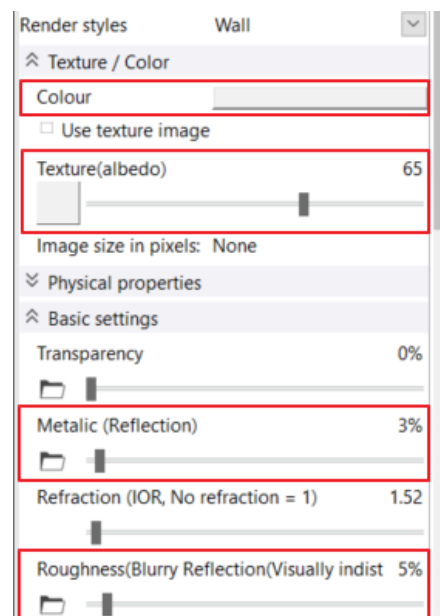 Render styles Wall
Texture / Color
Colour
Use texture image
Texture(albedo) 65
Image size in pixels: None
Physical properties
Basic settings
Transparency 0%
Metalic (Reflection) 3%
Refraction (IOR, No refraction = 1) 1.52
Roughness(Blurry Reflection(Visually indist 5%